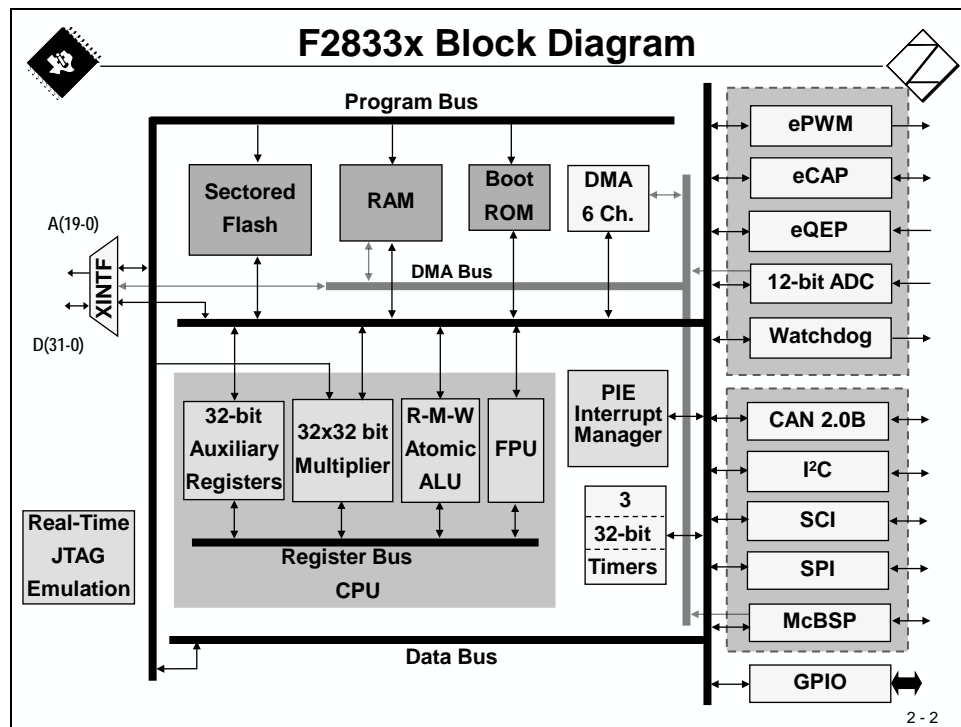 F2833x Block Diagram
Program Bus
Sectored
Flash
RAM
Boot
ROM
DMA
6 Ch.
A(19-0)
XINTF
D(31-0)
DMA Bus
ePWM
eCAP
eQEP
12-bit ADC
Watchdog
32-bit
Auxiliary
Registers
32x32 bit
Multiplier
R-M-W
Atomic
ALU
FPU
PIE
Interrupt
Manager
3
32-bit
Timers
Register Bus
CPU
Real-Time
JTAG
Emulation
CAN 2.0B
I²C
SCI
SPI
McBSP
Data Bus
GPIO
2 - 2